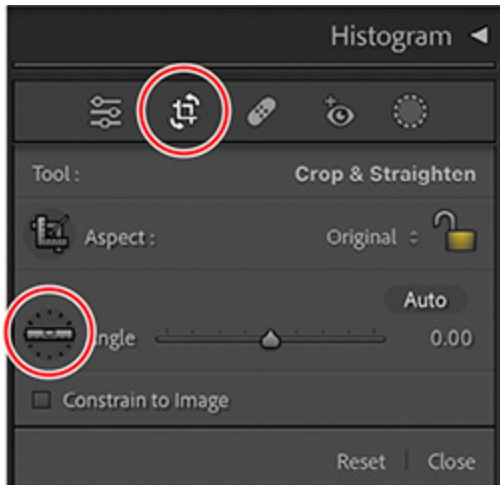 Histogram
Tool : Crop & Straighten
Aspect : Original
Auto
ngle 0.00
Constrain to Image
Reset Close